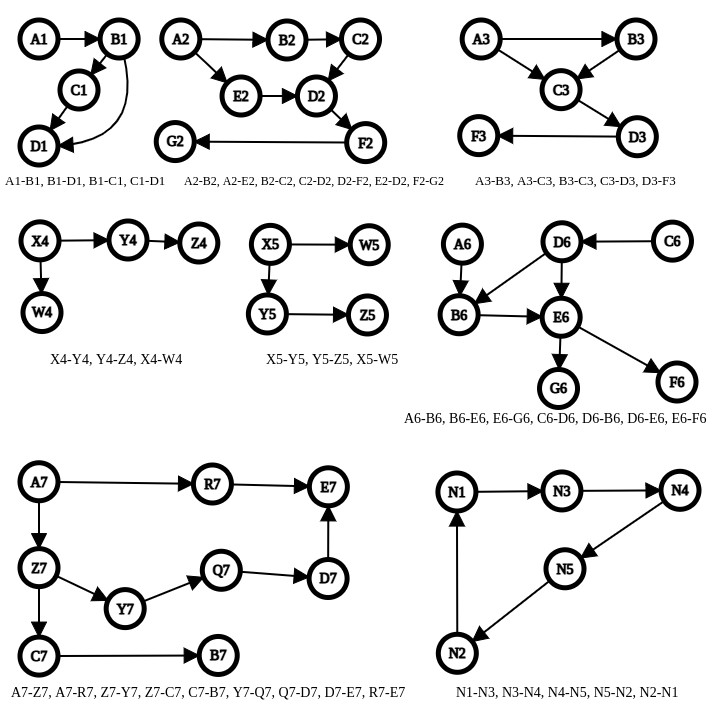 A1
B1
C1
D1
A1-B1, B1-D1, B1-C1, C1-D1
A2
B2
C2
E2
D2
G2
F2
A2-B2, A2-E2, B2-C2, C2-D2, D2-F2, E2-D2, F2-G2
A3
B3
C3
F3
D3
A3-B3, A3-C3, B3-C3, C3-D3, D3-F3
X4
Y4
Z4
W4
X4-Y4, Y4-Z4, X4-W4
X5
W5
Y5
Z5
X5-Y5, Y5-Z5, X5-W5
A6
D6
C6
B6
E6
G6
F6
A6-B6, B6-E6, E6-G6, C6-D6, D6-B6, D6-E6, E6-F6
A7
R7
E7
Z7
Q7
D7
Y7
C7
B7
A7-Z7, A7-R7, Z7-Y7, Z7-C7, C7-B7, Y7-Q7, Q7-D7, D7-E7, R7-E7
N1
N3
N4
N5
N2
N1-N3, N3-N4, N4-N5, N5-N2, N2-N1